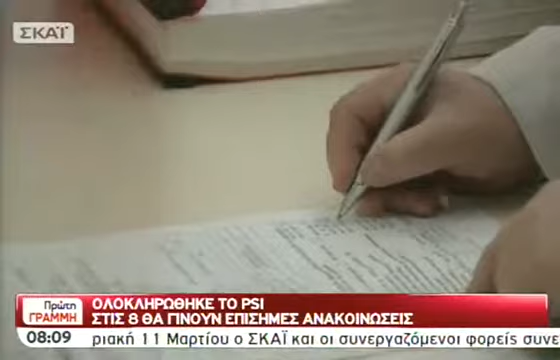 ΣΚΑΪ
Πρώτη
ΓΡΑΜΜΗ
ΟΛΟΚΛΗΡΩΘΗΚΕ ΤΟ PSI
ΣΤΙΣ 8 ΘΑ ΓΙΝΟΥΝ ΕΠΙΣΗΜΕΣ ΑΝΑΚΟΙΝΩΣΕΙΣ
08:09
ριακή 11 Μαρτίου ο ΣΚΑΪ και οι συνεργαζόμενοι φορείς συνε